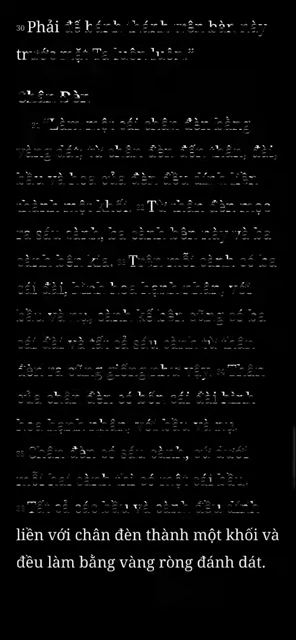 30 Phải để bánh thánh trên bàn này
trước mặt Ta luôn luôn.”
Chân Đèn
31 “Làm một cái chân đèn bằng
vàng dát; từ chân đèn đến thân, đài,
bầu và hoa của đèn đều dính liền
thành một khối. 32 Từ thân đèn mọc
ra sáu cành, ba cành bên này và ba
cành bên kia. 33 Trên mỗi cành có ba
cái đài, hình hoa hạnh nhân, với
bầu và nụ, cành kế bên cũng có ba
cái đài và tất cả sáu cành từ thân
đèn ra cũng giống như vậy. 34 Thân
của chân đèn có bốn cái đài hình
hoa hạnh nhân, với bầu và nụ.
35 Chân đèn có sáu cành, cứ dưới
mỗi hai cành thì có một cái bầu.
36 Tất cả các bầu và cành đều dính
liền với chân đèn thành một khối và
đều làm bằng vàng ròng đánh dát.